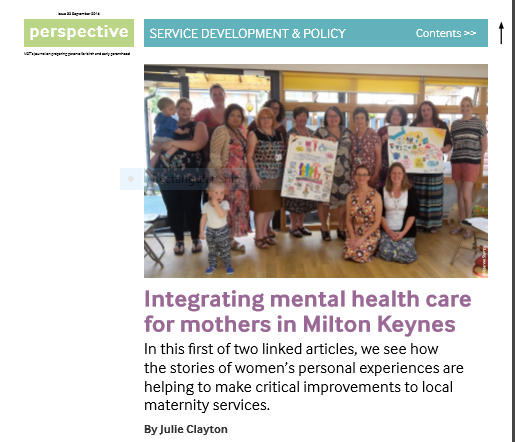 Issue 33 September 2016
perspective
NCT's journal on preparing parents for birth and early parenthood
SERVICE DEVELOPMENT & POLICY
Contents >>
Integrating mental health care
for mothers in Milton Keynes
In this first of two linked articles, we see how
the stories of women's personal experiences are
helping to make critical improvements to local
maternity services.
By Julie Clayton